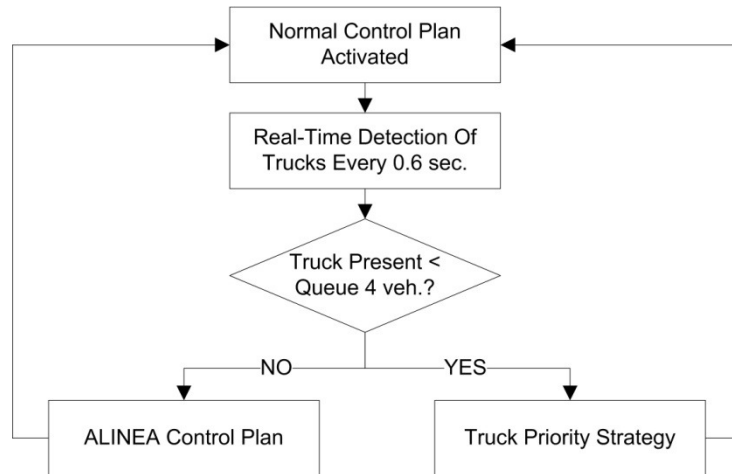 Normal Control Plan
Activated
Real-Time Detection Of
Trucks Every 0.6 sec.
Truck Present <
Queue 4 veh.?
NO
YES
ALINEA Control Plan
Truck Priority Strategy